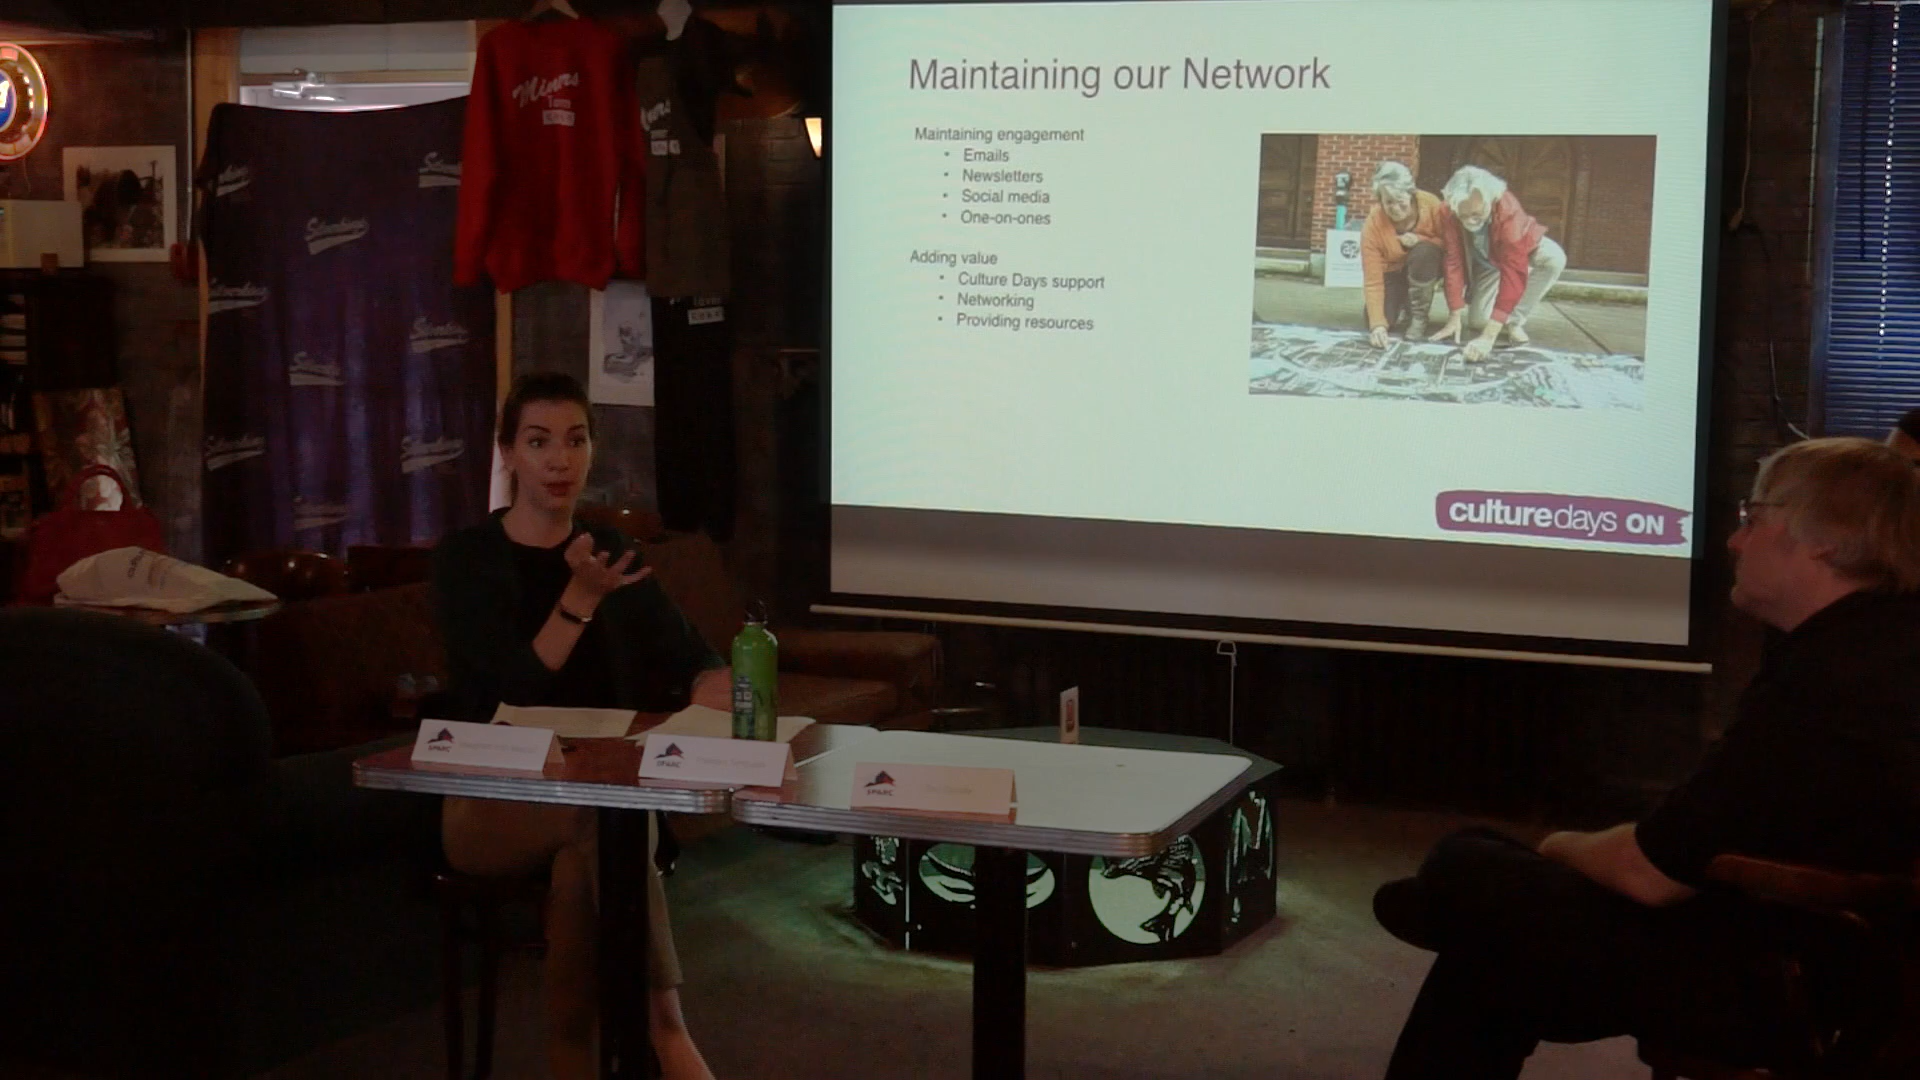 Maintaining our Network
Maintaining engagement
• Emails
• Newsletters
• Social media
• One-on-ones
Adding value
• Culture Days support
• Networking
• Providing resources
culturedays ON
Miners
SPARC
SPARC
SPARC